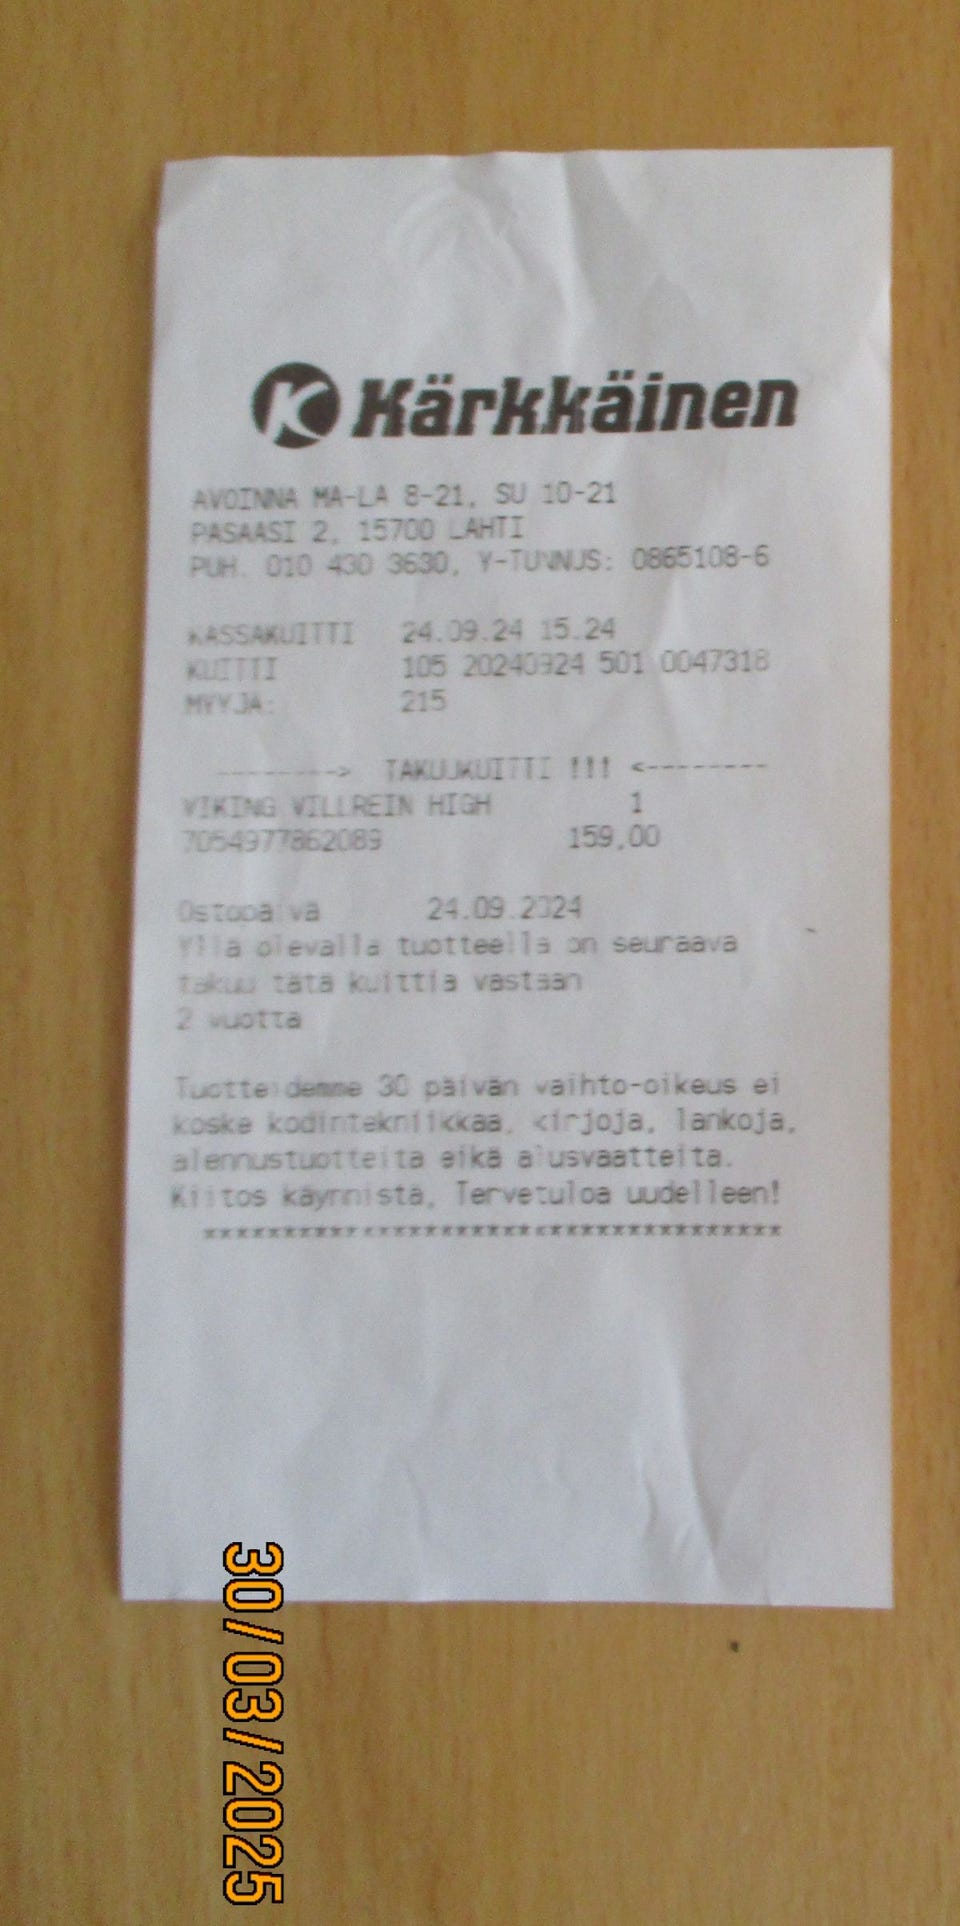 K Kärkkäinen
AVOINNA MA-LA 8-21, SU 10-21
PASAASI 2, 15700 LAHTI
PUH. 010 430 3630, Y-TUNNUS: 0865108-6
KASSAKUITTI 24.09.24 15.24
KUITTI 105 20240924 501 0047318
MYYJÄ: 215
--------> TAKUUKUITTI !!! <--------
VIKING VILLREIN HIGH 1
7054977862089 159,00
Ostopäivä 24.09.2024
Yllä olevalla tuotteella on seuraava
takuu tätä kuittia vastaan
2 vuotta
Tuotteidemme 30 päivän vaihto-oikeus ei
koske kodintekniikkaa, kirjoja, lankoja,
alennustuotteita eikä alusvaatteita.
Kiitos käynnistä, Tervetuloa uudelleen!
***************************************
30/03/2025